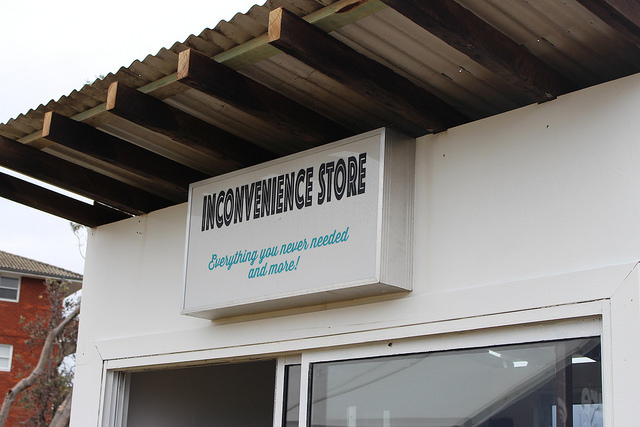 INCONVENIENCE STORE
Everything you never needed
and more!